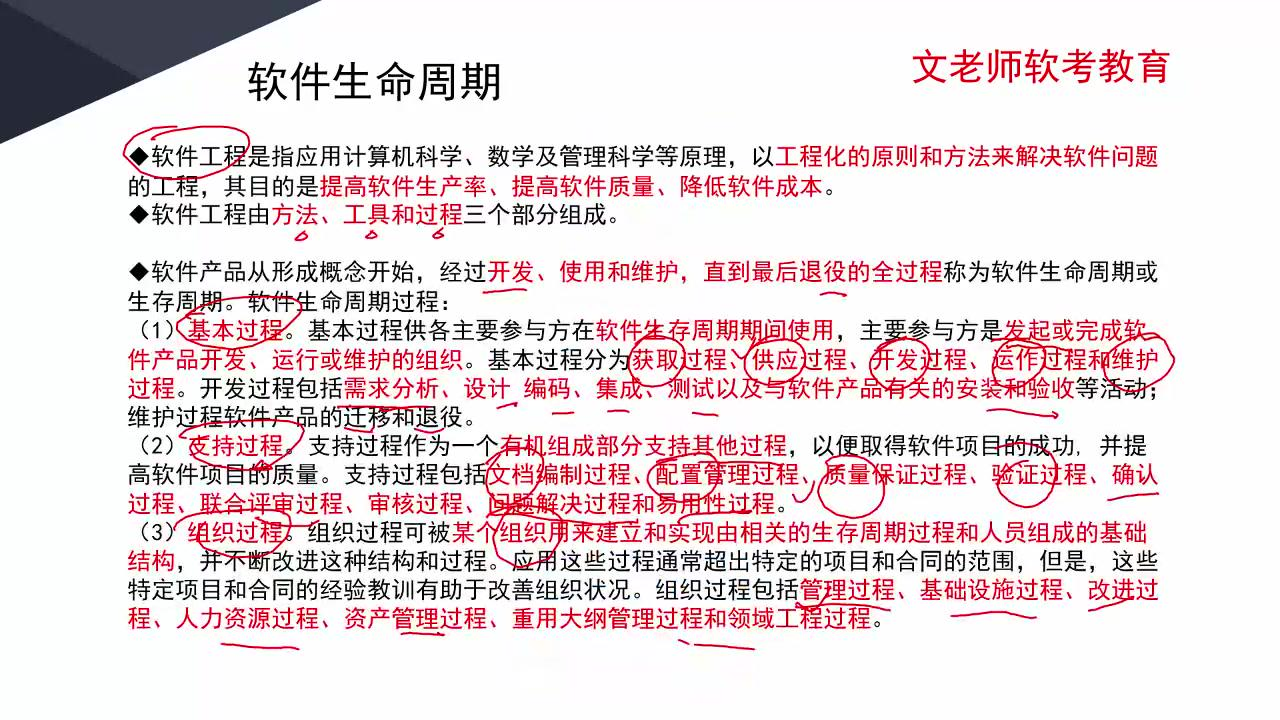 软件生命周期
文老师软考教育
◆软件工程是指应用计算机科学、数学及管理科学等原理，以工程化的原则和方法来解决软件问题
的工程，其目的是提高软件生产率、提高软件质量、降低软件成本。
◆软件工程由方法、工具和过程三个部分组成。
◆软件产品从形成概念开始，经过开发、使用和维护，直到最后退役的全过程称为软件生命周期或
生存周期。软件生命周期过程：
（1）基本过程。基本过程供各主要参与方在软件生存周期期间使用，主要参与方是发起或完成软
件产品开发、运行或维护的组织。基本过程分为获取过程、供应过程、开发过程、运作过程和维护
过程。开发过程包括需求分析、设计、编码、集成、测试以及与软件产品有关的安装和验收等活动；
维护过程软件产品的迁移和退役。
（2）支持过程。支持过程作为一个有机组成部分支持其他过程，以便取得软件项目的成功，并提
高软件项目的质量。支持过程包括文档编制过程、配置管理过程、质量保证过程、验证过程、确认
过程、联合评审过程、审核过程、问题解决过程和易用性过程。
（3）组织过程。组织过程可被某个组织用来建立和实现由相关的生存周期过程和人员组成的基础
结构，并不断改进这种结构和过程。应用这些过程通常超出特定的项目和合同的范围，但是，这些
特定项目和合同的经验教训有助于改善组织状况。组织过程包括管理过程、基础设施过程、改进过
程、人力资源过程、资产管理过程、重用大纲管理过程和领域工程过程。